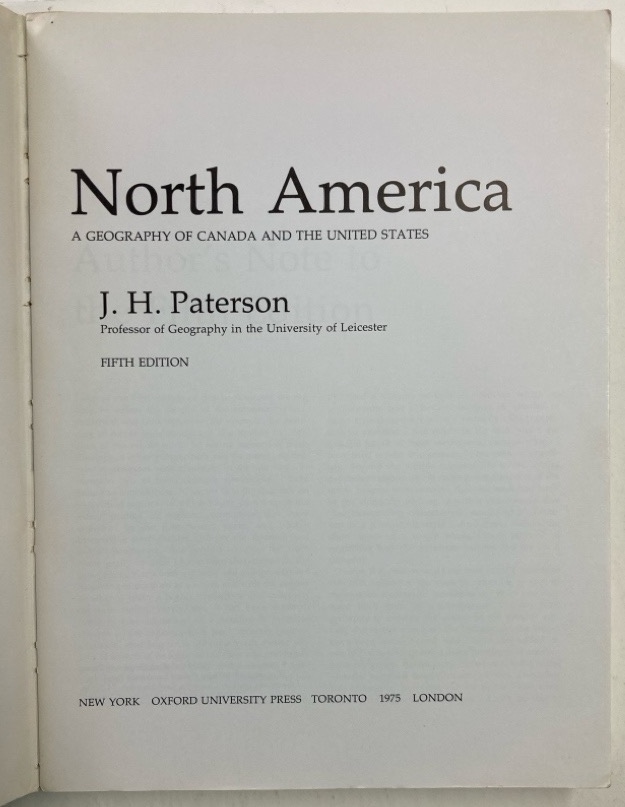 North America
A GEOGRAPHY OF CANADA AND THE UNITED STATES
J. H. Paterson
Professor of Geography in the University of Leicester
FIFTH EDITION
NEW YORK OXFORD UNIVERSITY PRESS TORONTO 1975 LONDON